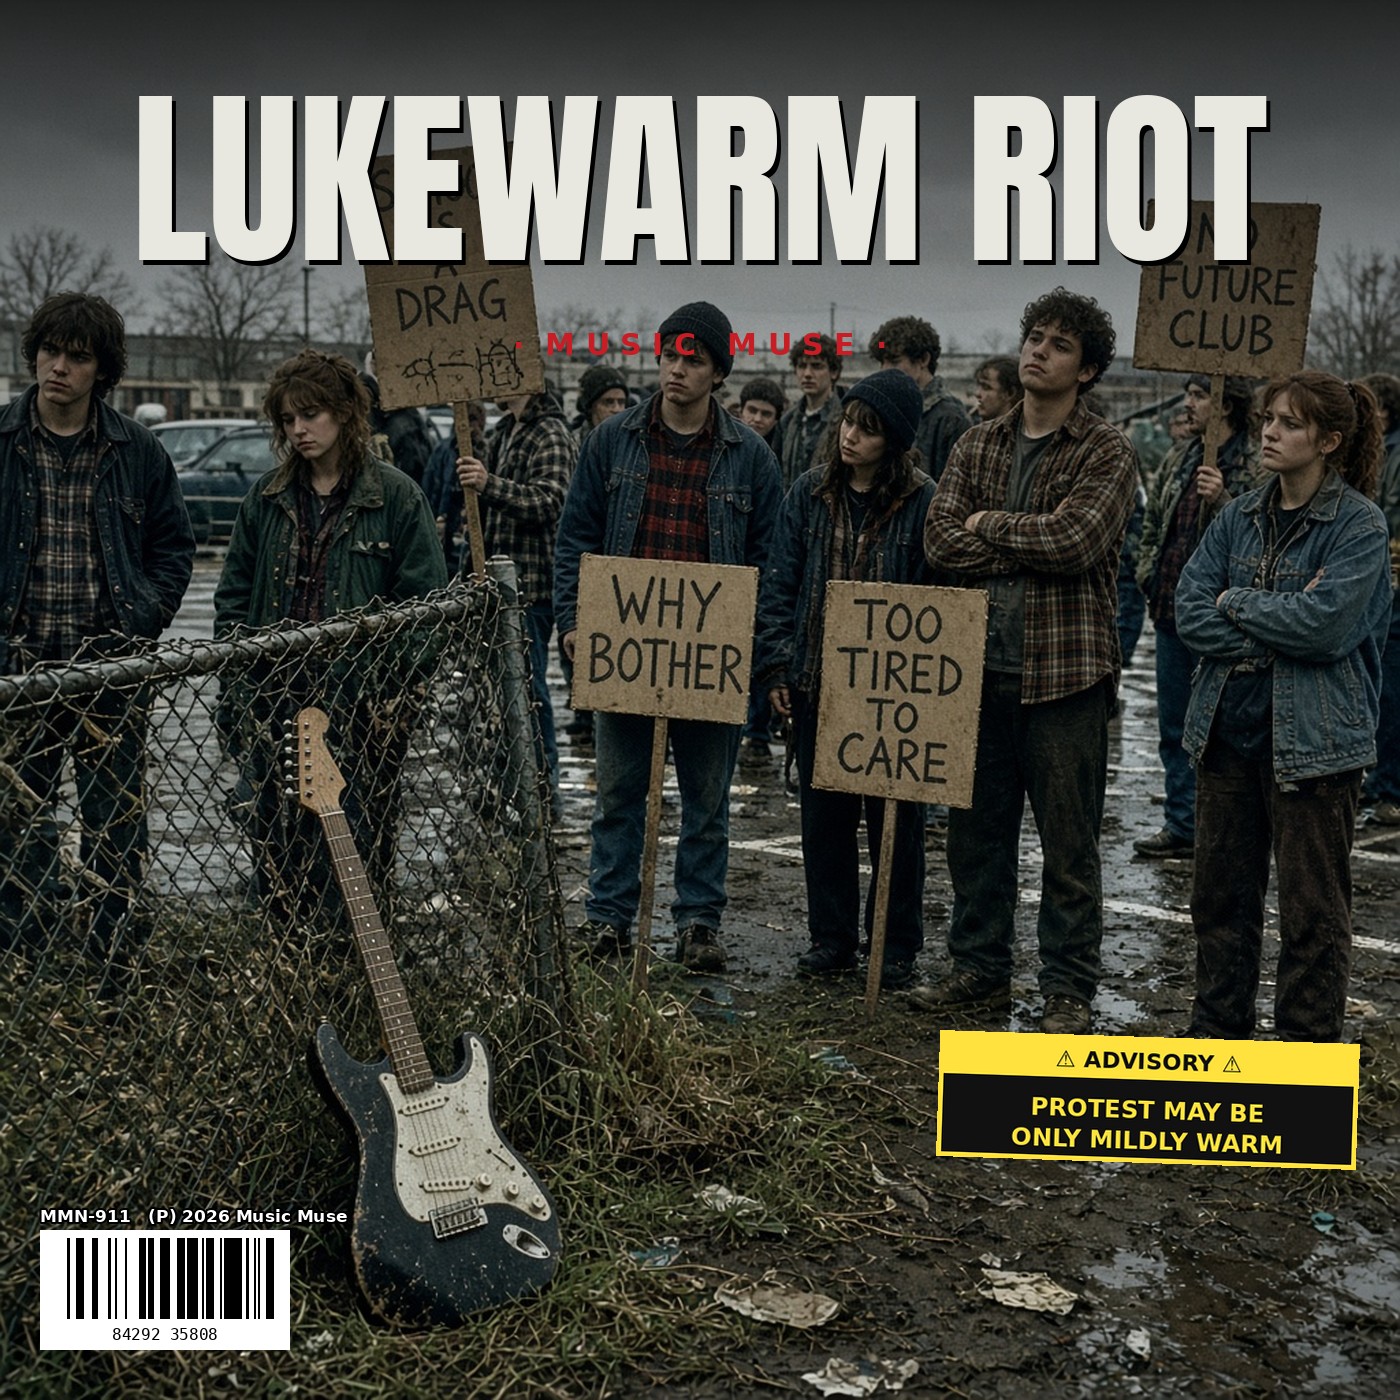 LUKEWARM RIOT
· MUSIC MUSE ·
DRAG
NO
FUTURE
CLUB
WHY
BOTHER
TOO
TIRED
TO
CARE
⚠ ADVISORY ⚠
PROTEST MAY BE
ONLY MILDLY WARM
MMN-911 (P) 2026 Music Muse
84292 35808